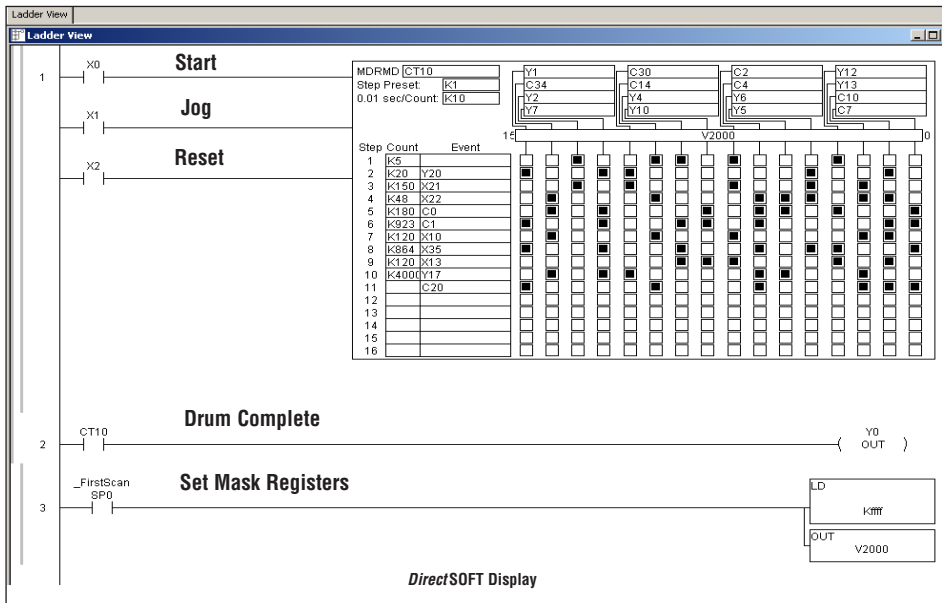 Ladder View
Ladder View
X0
Start
1
X1
Jog
X2
Reset
MDRMD CT10
Step Preset: K1
0.01 sec/Count: K10
Y1 C30 C2 Y12
C34 C14 C4 Y13
Y2 Y4 Y6 C10
Y7 Y10 Y5 C7
15 V2000 0
Step Count Event
1 K5
2 K20 Y20
3 K150 X21
4 K48 X22
5 K180 C0
6 K923 C1
7 K120 X10
8 K864 X35
9 K120 X13
10 K4000 Y17
11 C20
12
13
14
15
16
Drum Complete
CT10
Y0
2
OUT
_FirstScan
SP0
Set Mask Registers
3
LD
Kffff
OUT
V2000
DirectSOFT Display